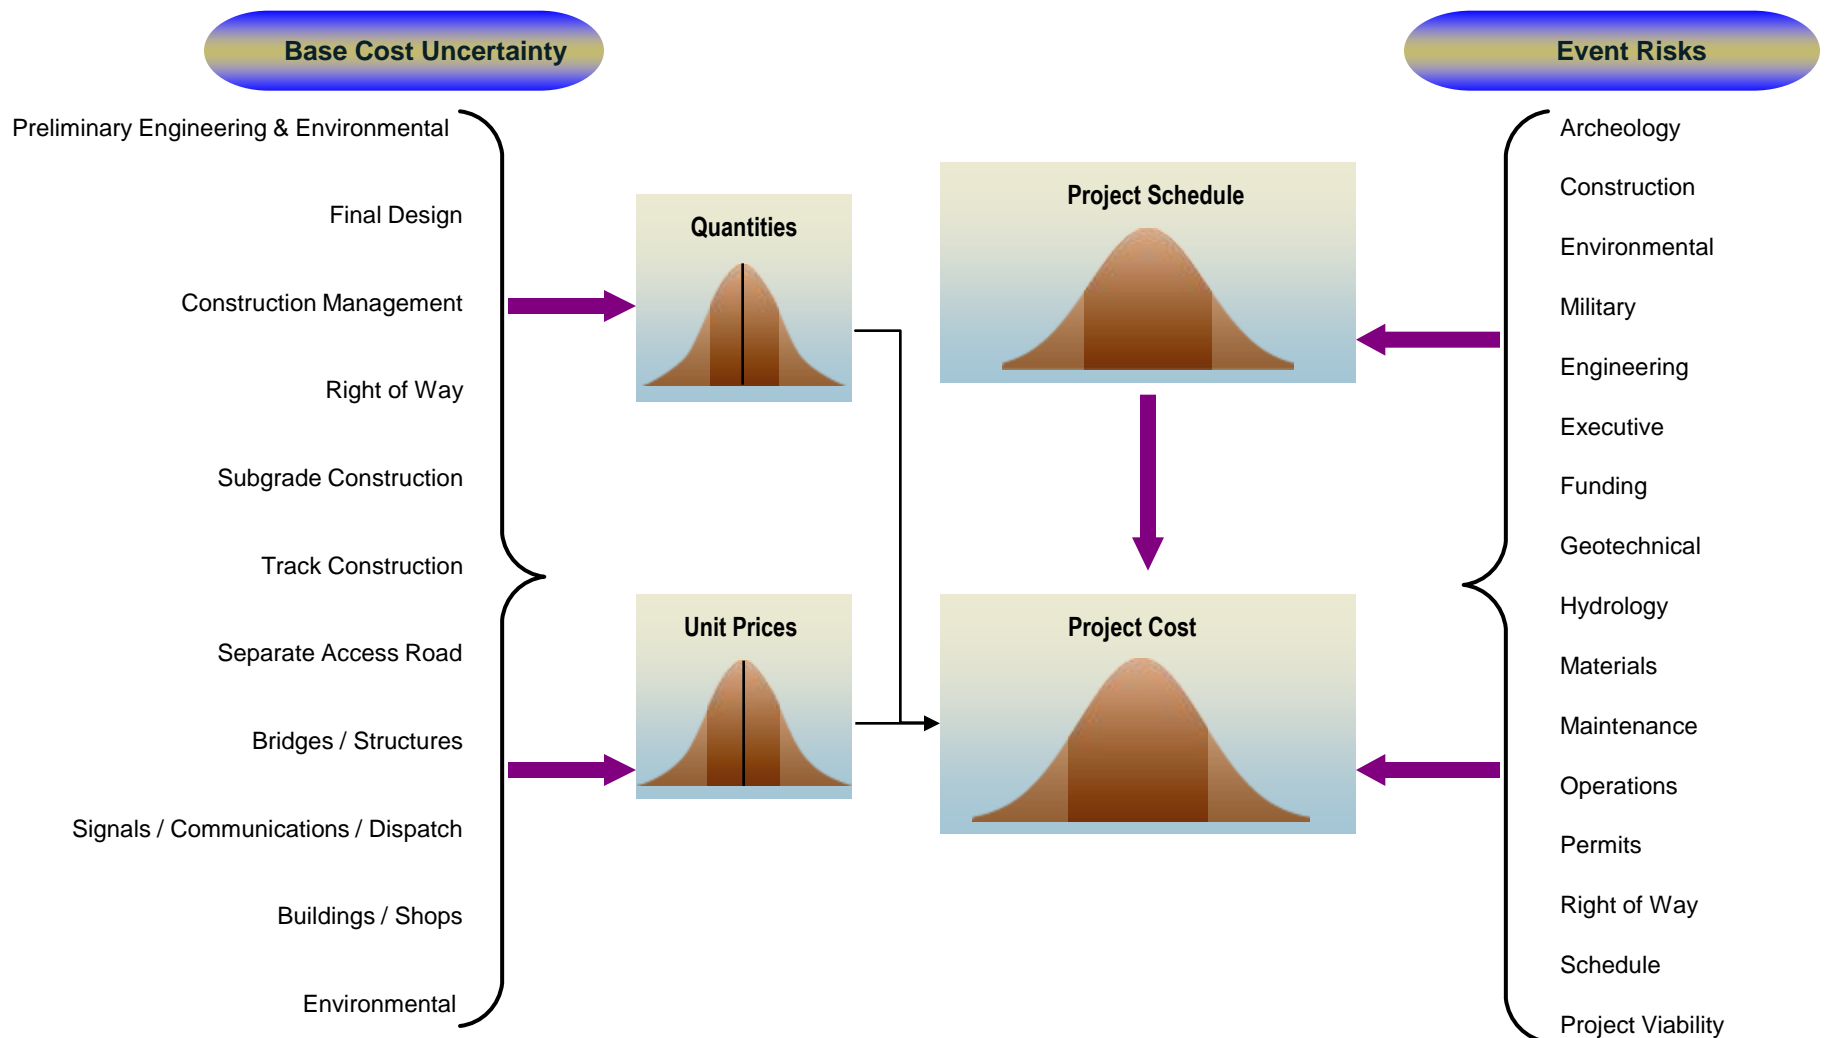 Base Cost Uncertainty
Preliminary Engineering & Environmental
Final Design
Construction Management
Right of Way
Subgrade Construction
Track Construction
Separate Access Road
Bridges / Structures
Signals / Communications / Dispatch
Buildings / Shops
Environmental
Quantities
Unit Prices
Project Schedule
Project Cost
Event Risks
Archeology
Construction
Environmental
Military
Engineering
Executive
Funding
Geotechnical
Hydrology
Materials
Maintenance
Operations
Permits
Right of Way
Schedule
Project Viability